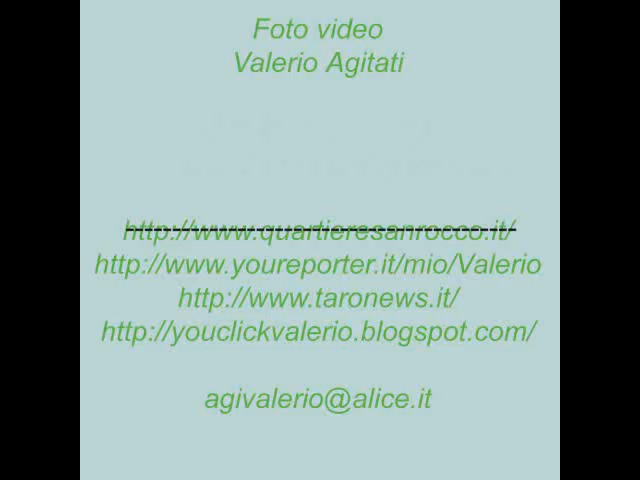 Foto video
Valerio Agitati
http://www.quartieresanrocco.it/
http://www.youreporter.it/mio/Valerio
http://www.taronews.it/
http://youclickvalerio.blogspot.com/
agivalerio@alice.it